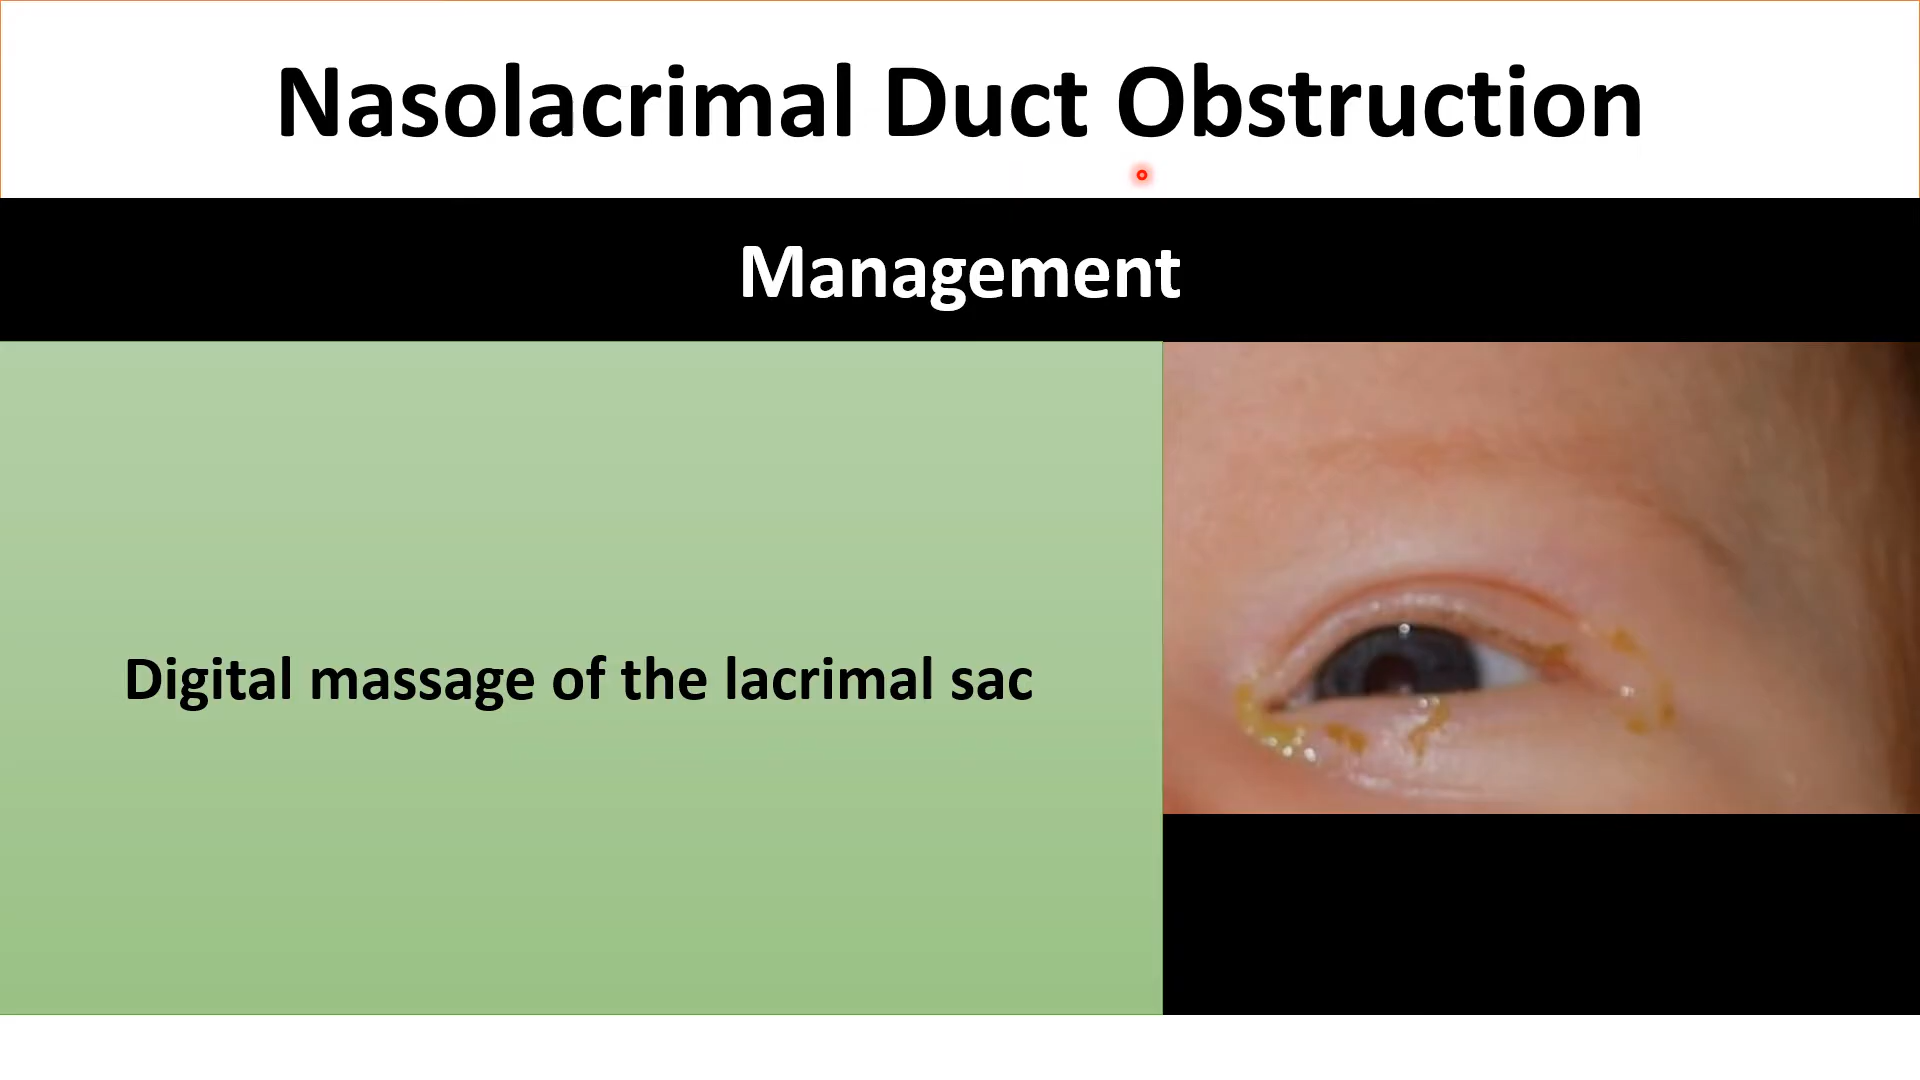 Nasolacrimal Duct Obstruction
Management
Digital massage of the lacrimal sac